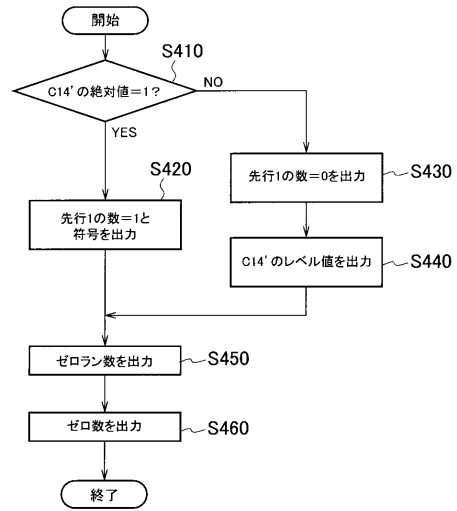 開始
S410
C14'の絶対値=1?
NO
YES
S420
先行1の数=1と
符号を出力
先行1の数=0を出力
S430
C14'のレベル値を出力
S440
ゼロラン数を出力
S450
ゼロ数を出力
S460
終了